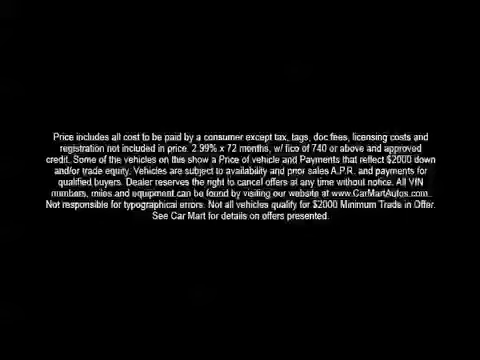 Price includes all cost to be paid by a consumer except tax, tags, doc fees, licensing costs and
registration not included in price. 2.99% x 72 months, w/ fico of 740 or above and approved
credit. Some of the vehicles on this show a Price of vehicle and Payments that reflect $2000 down
and/or trade equity. Vehicles are subject to availability and prior sales A.P.R. and payments for
qualified buyers. Dealer reserves the right to cancel offers at any time without notice. All VIN
numbers, miles and equipment can be found by visiting our website at www.CarMartAutos.com.
Not responsible for typographical errors. Not all vehicles qualify for $2000 Minimum Trade in Offer.
See Car Mart for details on offers presented.